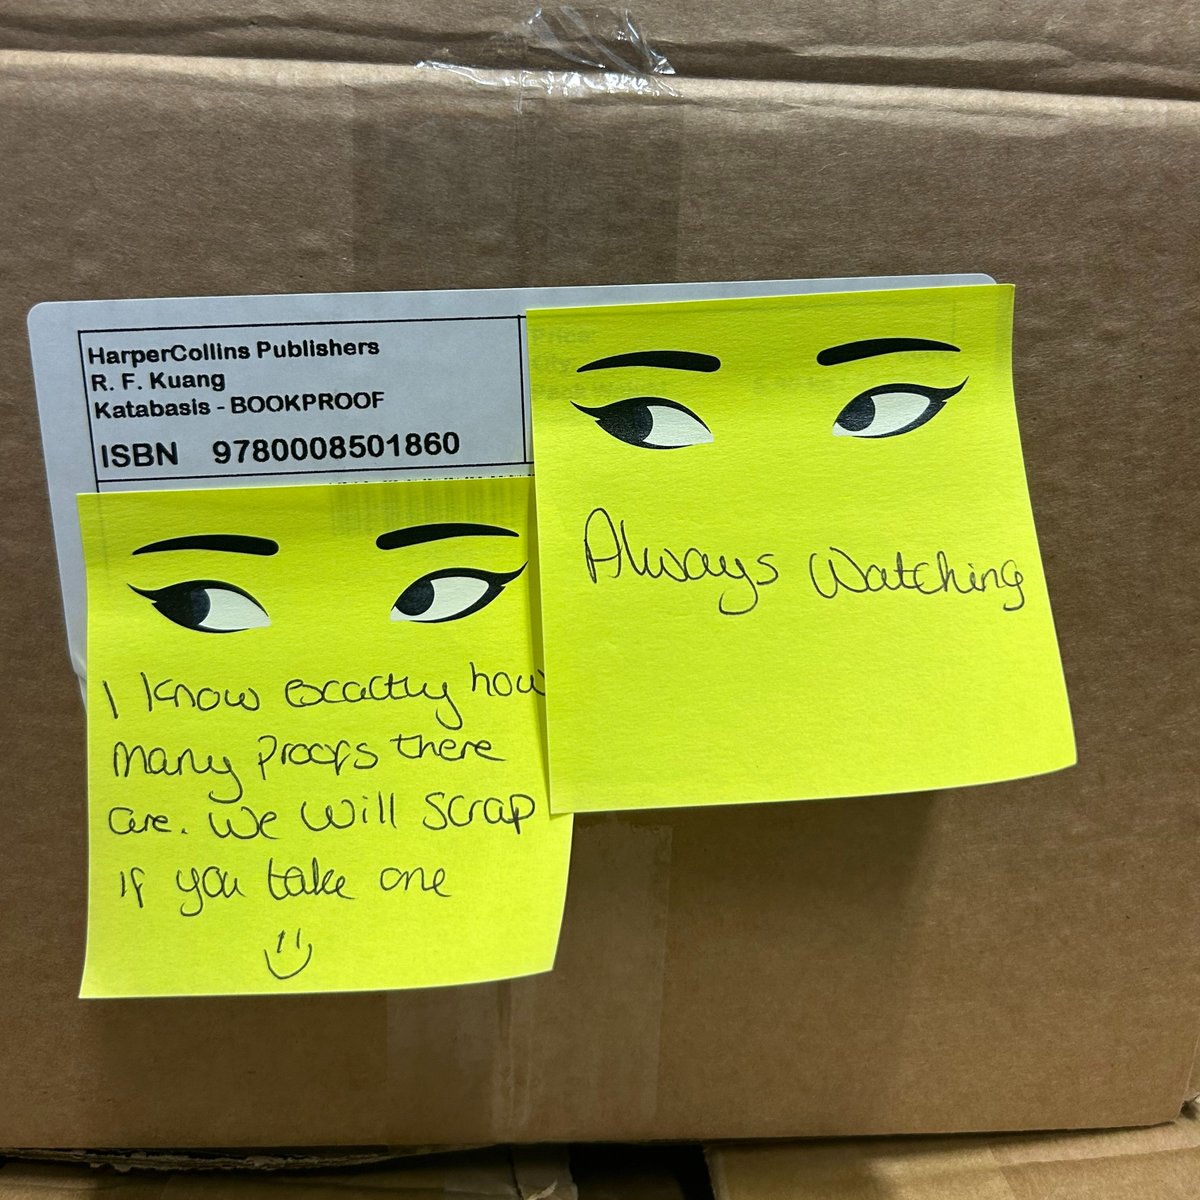 HarperCollins Publishers
R. F. Kuang
Katabasis - BOOKPROOF
ISBN 9780008501860
Always Watching
I know exactly how
many proofs there
are. We will scrap
if you take one